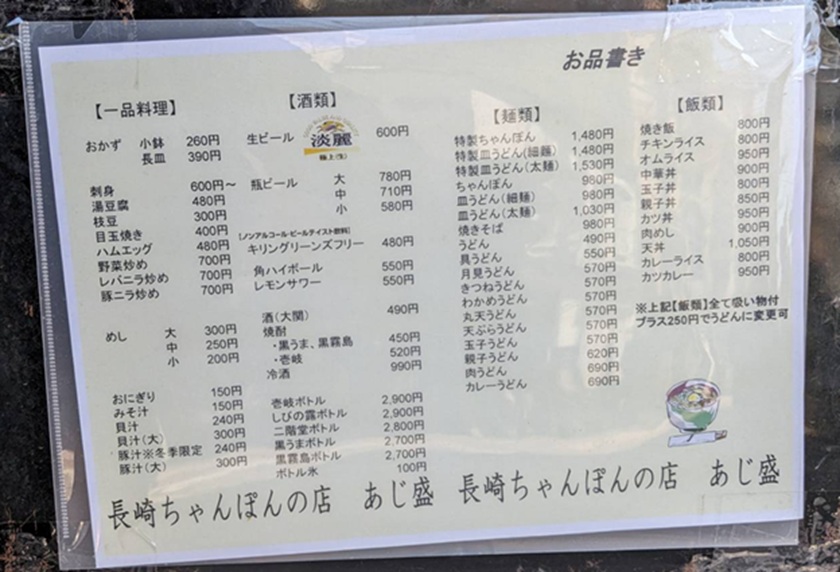 お品書き
【一品料理】
おかず 小鉢 260円
長皿 390円
刺身 600円～
湯豆腐 480円
枝豆 300円
目玉焼き 400円
ハムエッグ 480円
野菜炒め 700円
レバニラ炒め 700円
豚ニラ炒め 700円
めし 大 300円
中 250円
小 200円
おにぎり 150円
みそ汁 150円
貝汁 240円
貝汁(大) 300円
豚汁※冬季限定 240円
豚汁(大) 300円
【酒類】
生ビール 淡麗 600円
極上〈生〉
瓶ビール 大 780円
中 710円
小 580円
[ノンアルコール・ビールテイスト飲料]
キリングリーンズフリー 480円
角ハイボール 550円
レモンサワー 550円
酒(大関) 490円
焼酎
・黒うま、黒霧島 450円
・壱岐 520円
冷酒 990円
壱岐ボトル 2,900円
しびの露ボトル 2,900円
二階堂ボトル 2,800円
黒うまボトル 2,700円
黒霧島ボトル 2,700円
ボトル氷 100円
【麺類】
特製ちゃんぽん 1,480円
特製皿うどん(細麺) 1,480円
特製皿うどん(太麺) 1,530円
ちゃんぽん 980円
皿うどん(細麺) 980円
皿うどん(太麺) 1,030円
焼きそば 980円
うどん 490円
具うどん 550円
月見うどん 570円
きつねうどん 570円
わかめうどん 570円
丸天うどん 570円
天ぷらうどん 570円
玉子うどん 570円
親子うどん 620円
肉うどん 690円
カレーうどん 690円
【飯類】
焼き飯 800円
チキンライス 800円
オムライス 950円
中華丼 900円
玉子丼 800円
親子丼 850円
カツ丼 950円
肉めし 900円
天丼 1,050円
カレーライス 800円
カツカレー 950円
※上記【飯類】全て吸い物付
プラス250円でうどんに変更可
長崎ちゃんぽんの店 あじ盛 長崎ちゃんぽんの店 あじ盛